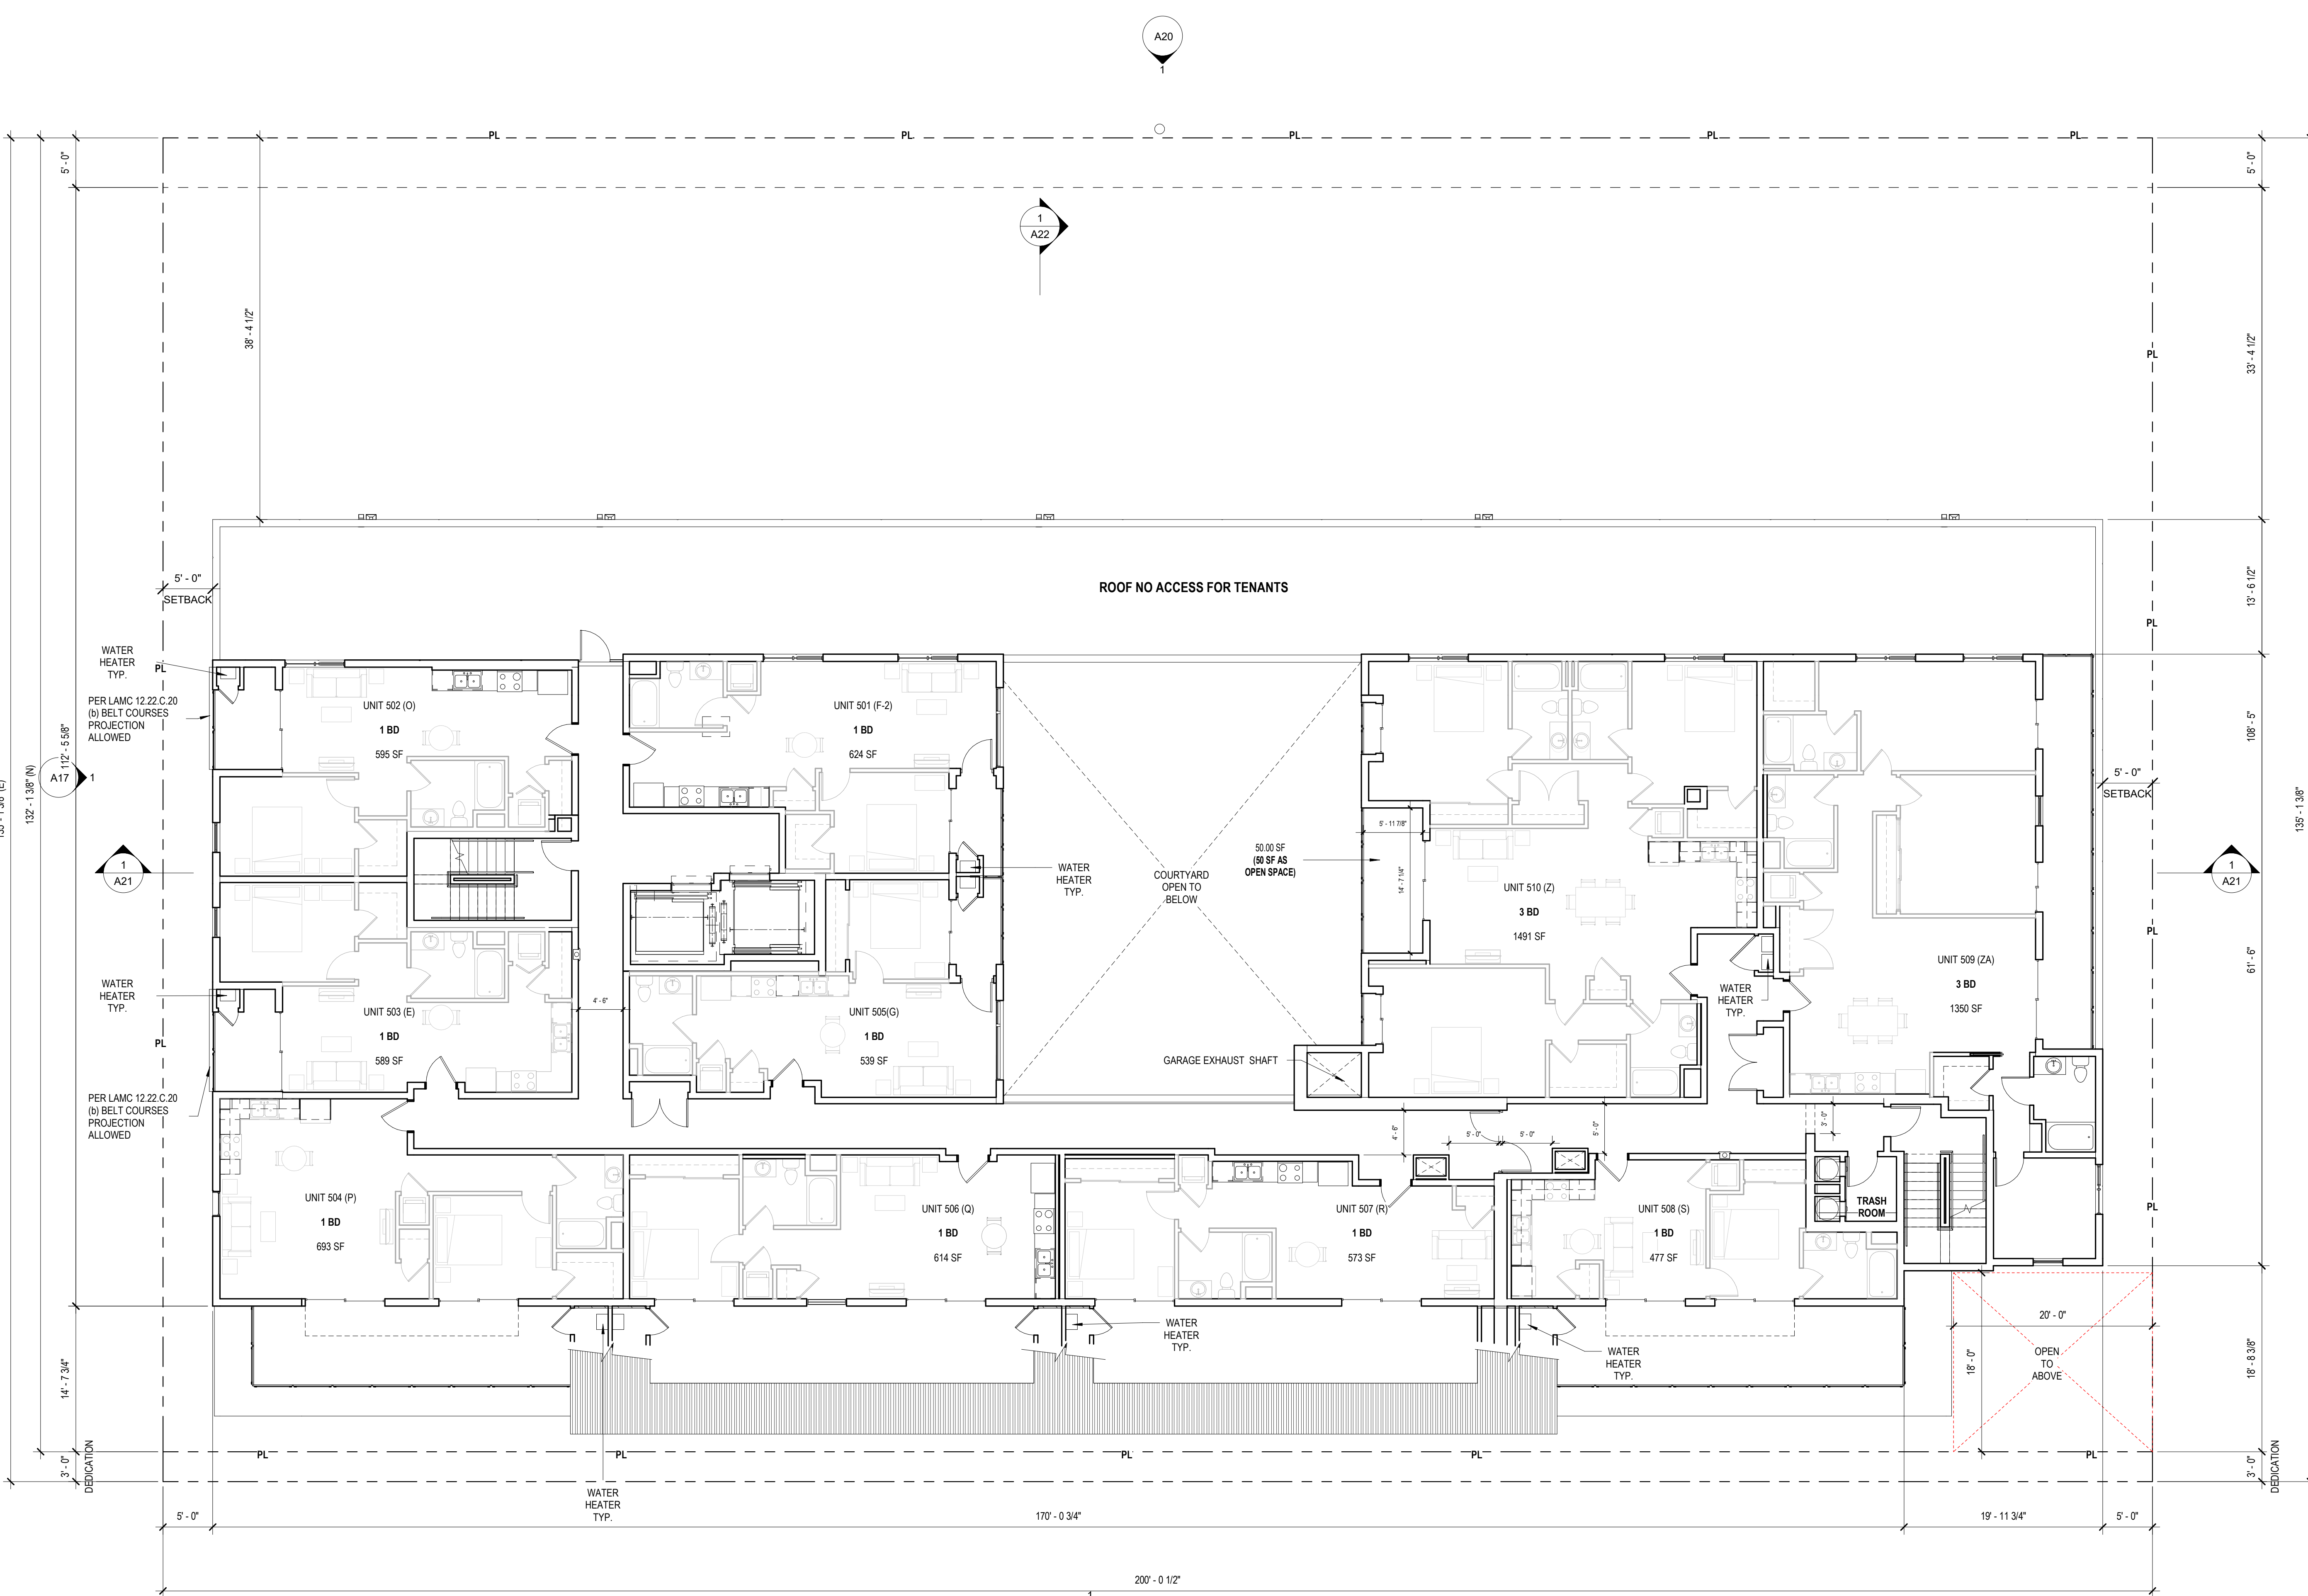 A20
1
PL
PL
PL
PL
PL
5' - 0"
5' - 0"
1
A22
38' - 4 1/2"
33' - 4 1/2"
PL
5' - 0"
SETBACK
ROOF NO ACCESS FOR TENANTS
13' - 6 1/2"
PL
WATER
HEATER
TYP.
PL
PER LAMC 12.22.C.20
(b) BELT COURSES
PROJECTION
ALLOWED
UNIT 502 (O)
1 BD
595 SF
UNIT 501 (F-2)
1 BD
624 SF
112' - 5 5/8"
132' - 1 3/8" (N)
A17
1
108' - 5"
5' - 0"
SETBACK
135' - 1 3/8"
1
A21
5' - 11 7/8"
14' - 7 1/4"
50.00 SF
(50 SF AS
OPEN SPACE)
WATER
HEATER
TYP.
COURTYARD
OPEN TO
BELOW
UNIT 510 (Z)
3 BD
1491 SF
1
A21
PL
UNIT 509 (ZA)
3 BD
1350 SF
61' - 6"
WATER
HEATER
TYP.
WATER
HEATER
TYP.
4' - 6"
UNIT 503 (E)
1 BD
589 SF
UNIT 505(G)
1 BD
539 SF
PL
GARAGE EXHAUST SHAFT
PER LAMC 12.22.C.20
(b) BELT COURSES
PROJECTION
ALLOWED
4' - 6"
5' - 0"
5' - 0"
5' - 0"
3' - 0"
UNIT 504 (P)
1 BD
693 SF
UNIT 506 (Q)
1 BD
614 SF
UNIT 507 (R)
1 BD
573 SF
UNIT 508 (S)
1 BD
477 SF
TRASH
ROOM
PL
WATER
HEATER
TYP.
WATER
HEATER
TYP.
20' - 0"
18' - 0"
OPEN
TO
ABOVE
14' - 7 3/4"
18' - 8 3/8"
PL
PL
PL
PL
PL
3' - 0"
DEDICATION
3' - 0"
DEDICATION
WATER
HEATER
TYP.
5' - 0"
170' - 0 3/4"
19' - 11 3/4"
5' - 0"
200' - 0 1/2"